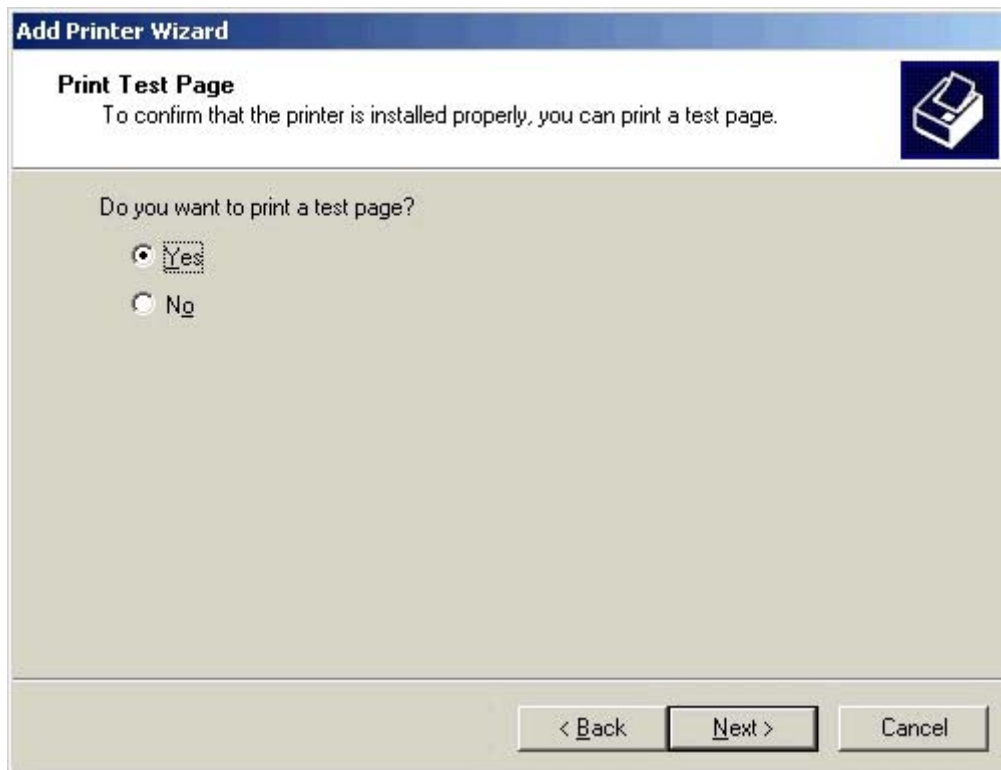 Add Printer Wizard
Print Test Page
To confirm that the printer is installed properly, you can print a test page.
Do you want to print a test page?
Yes
No
< Back Next > Cancel